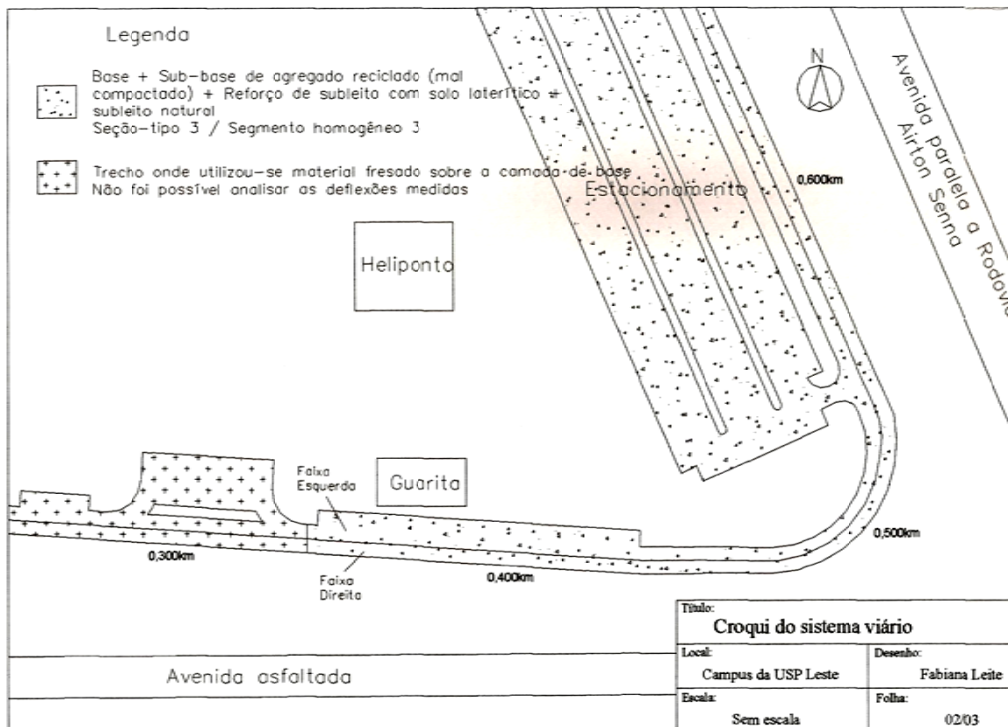 Legenda
Base + Sub-base de agregado reciclado (mal
compactado) + Reforço de subleito com solo laterítico +
subleito natural
Seção-tipo 3 / Segmento homogêneo 3
Trecho onde utilizou-se material fresado sobre a camada de base
Não foi possível analisar as deflexões medidas
N
Avenida paralela a Rodovia
Airton Senna
Estacionamento
0,600km
Heliponto
Faixa
Esquerda
Guarita
0,500km
0,300km
0,400km
Faixa
Direita
Avenida asfaltada
Título:
Croqui do sistema viário
Local:
Campus da USP Leste
Desenho:
Fabiana Leite
Escala:
Sem escala
Folha:
02/03